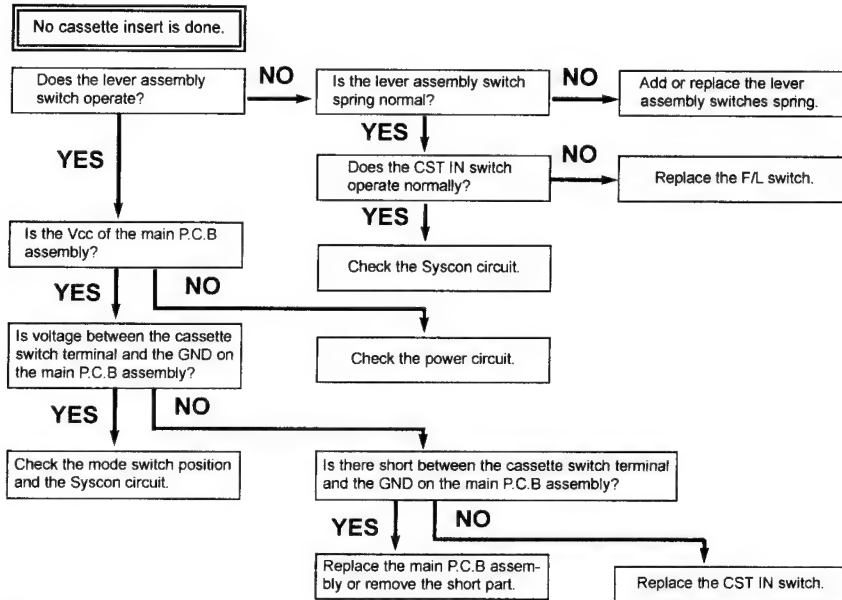 No cassette insert is done.
Does the lever assembly
switch operate?
NO
Is the lever assembly switch
spring normal?
NO
Add or replace the lever
assembly switches spring.
YES
YES
Does the CST IN switch
operate normally?
NO
Replace the F/L switch.
YES
Is the Vcc of the main P.C.B
assembly?
Check the Syscon circuit.
YES
NO
Is voltage between the cassette
switch terminal and the GND on
the main P.C.B assembly?
Check the power circuit.
YES
NO
Check the mode switch position
and the Syscon circuit.
Is there short between the cassette switch terminal
and the GND on the main P.C.B assembly?
YES
NO
Replace the main P.C.B assem-
bly or remove the short part.
Replace the CST IN switch.